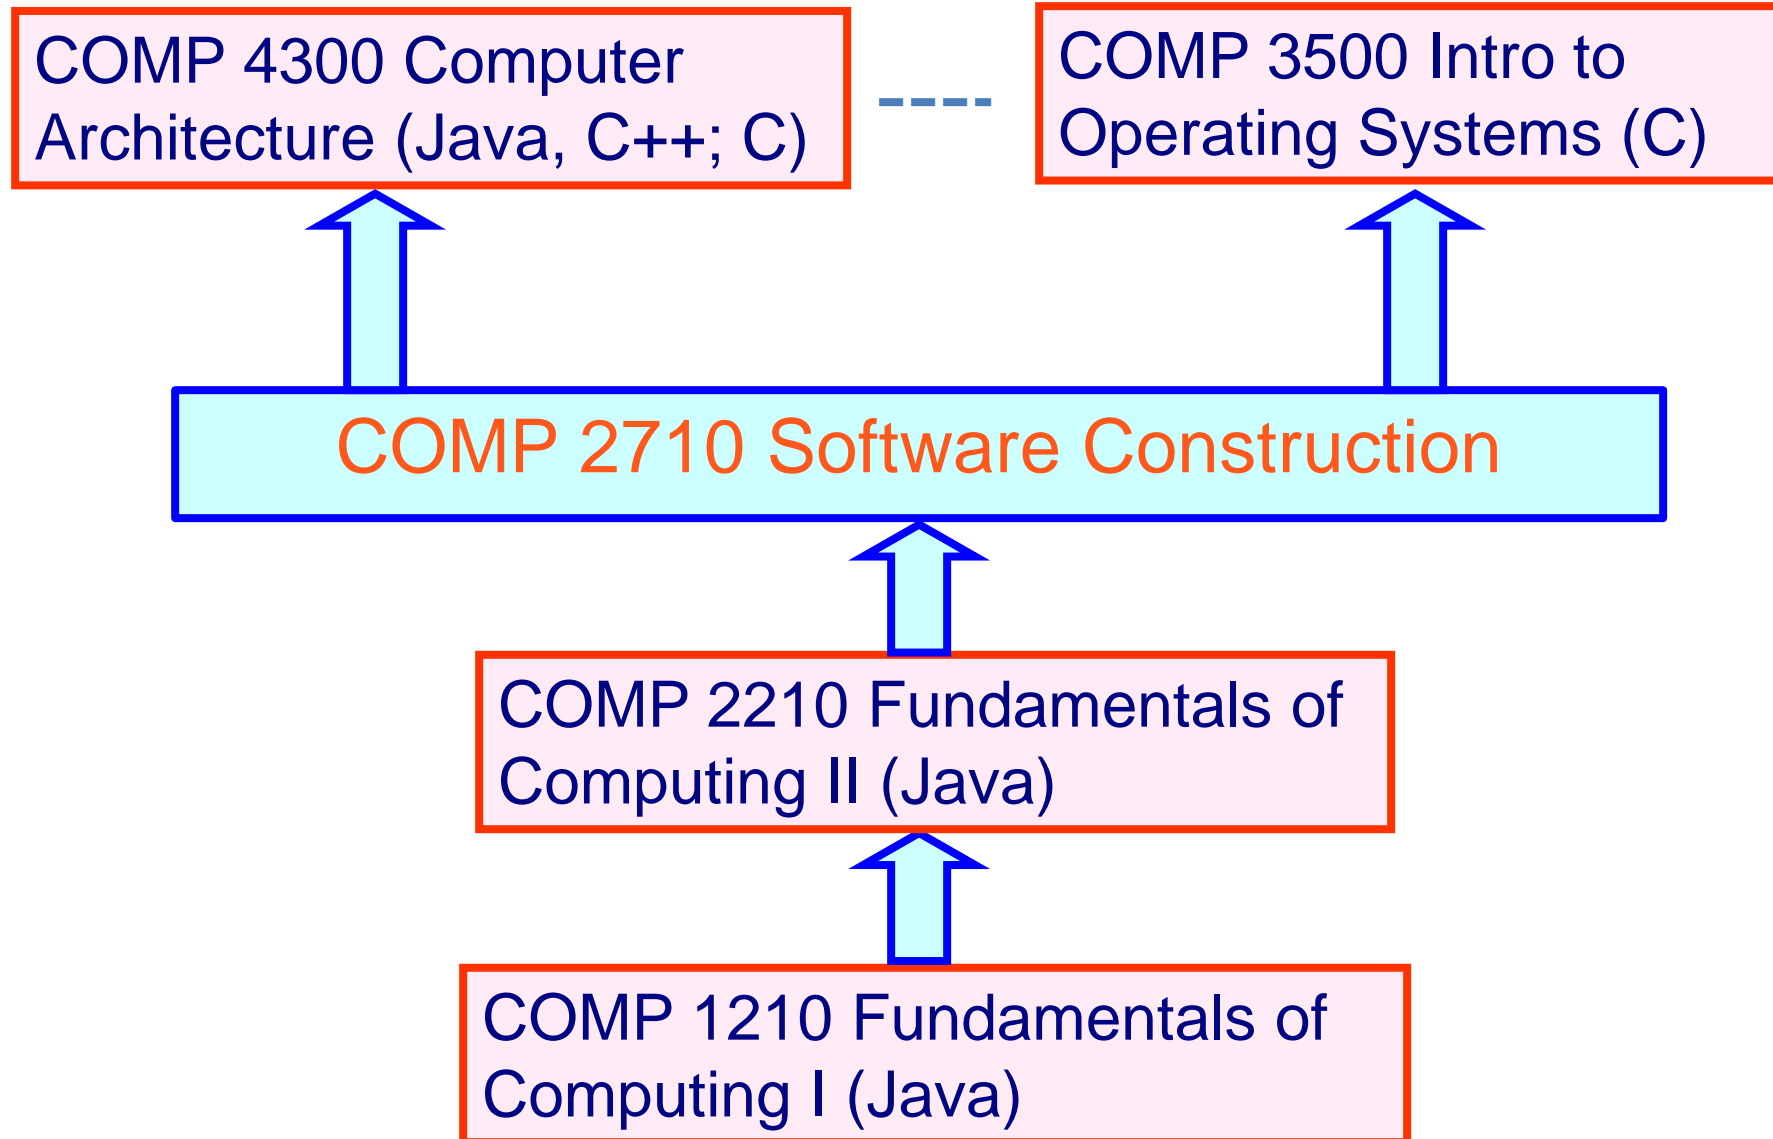 COMP 4300 Computer
Architecture (Java, C++; C)
COMP 3500 Intro to
Operating Systems (C)
COMP 2710 Software Construction
COMP 2210 Fundamentals of
Computing II (Java)
COMP 1210 Fundamentals of
Computing I (Java)